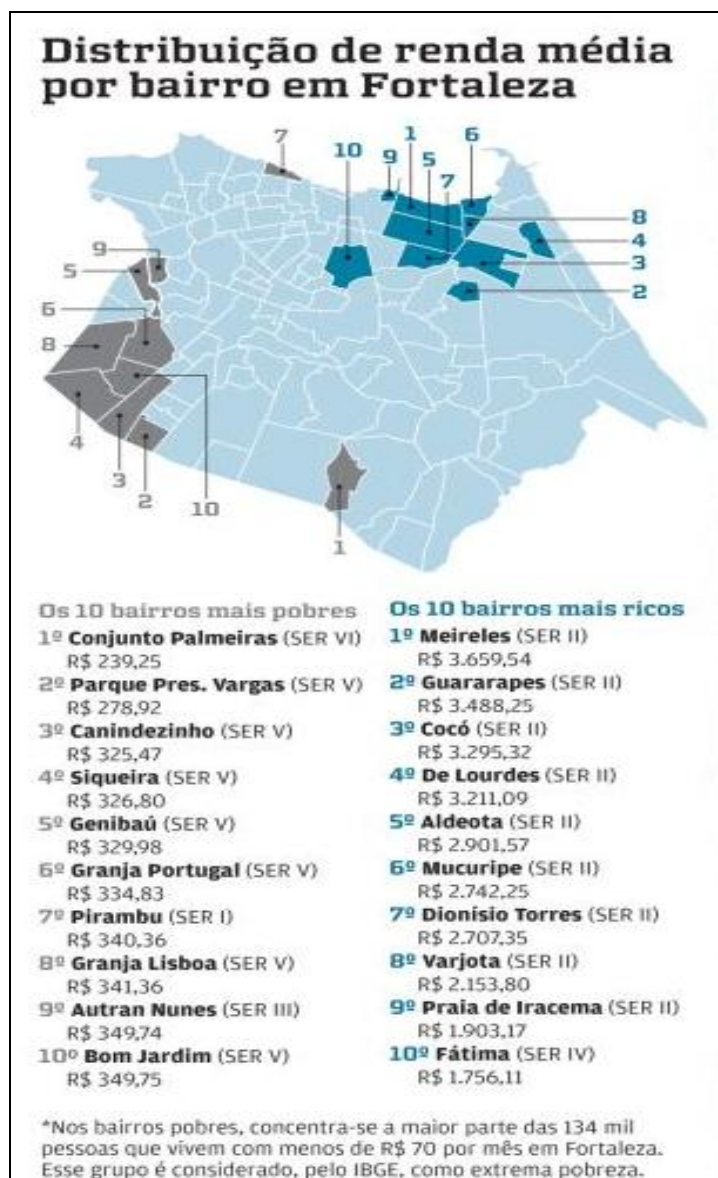 Distribuição de renda média
por bairro em Fortaleza
7
10
9
1
5
7
6
8
4
3
2
9
5
6
8
4
3
2
10
1
Os 10 bairros mais pobres
1º Conjunto Palmeiras (SER VI)
R$ 239,25
2º Parque Pres. Vargas (SER V)
R$ 278,92
3º Canindezinho (SER V)
R$ 325,47
4º Siqueira (SER V)
R$ 326,80
5º Genibaú (SER V)
R$ 329,98
6º Granja Portugal (SER V)
R$ 334,83
7º Pirambu (SER I)
R$ 340,36
8º Granja Lisboa (SER V)
R$ 341,36
9º Autran Nunes (SER III)
R$ 349,74
10º Bom Jardim (SER V)
R$ 349,75
Os 10 bairros mais ricos
1º Meireles (SER II)
R$ 3.659,54
2º Guararapes (SER II)
R$ 3.488,25
3º Cocó (SER II)
R$ 3.295,32
4º De Lourdes (SER II)
R$ 3.211,09
5º Aldeota (SER II)
R$ 2.901,57
6º Mucuripe (SER II)
R$ 2.742,25
7º Dionísio Torres (SER II)
R$ 2.707,35
8º Varjota (SER II)
R$ 2.153,80
9º Praia de Iracema (SER II)
R$ 1.903,17
10º Fátima (SER IV)
R$ 1.756,11
*Nos bairros pobres, concentra-se a maior parte das 134 mil
pessoas que vivem com menos de R$ 70 por mês em Fortaleza.
Esse grupo é considerado, pelo IBGE, como extrema pobreza.